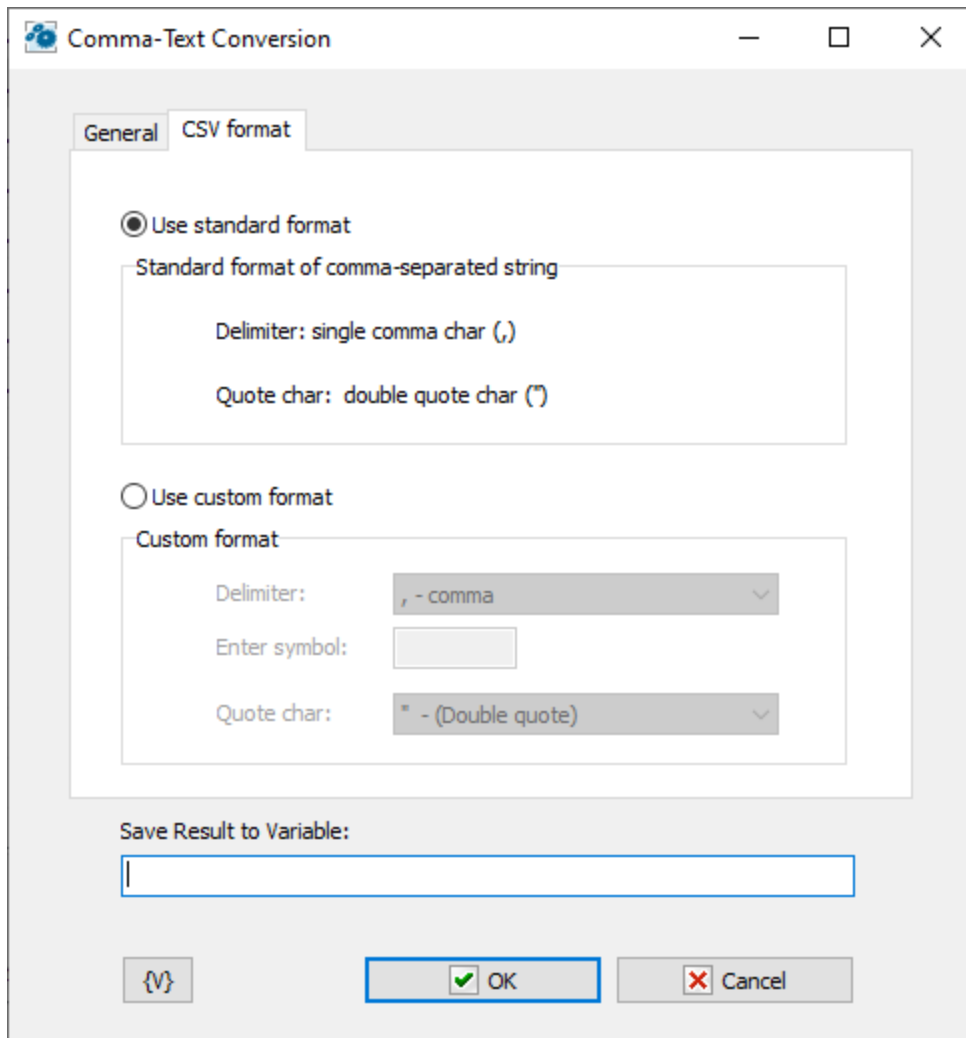 Comma-Text Conversion
General
CSV format
Use standard format
Standard format of comma-separated string
Delimiter: single comma char (,)
Quote char:  double quote char (")
Use custom format
Custom format
Delimiter:
, - comma
Enter symbol:
Quote char:
"  - (Double quote)
Save Result to Variable:
{V}
OK
Cancel